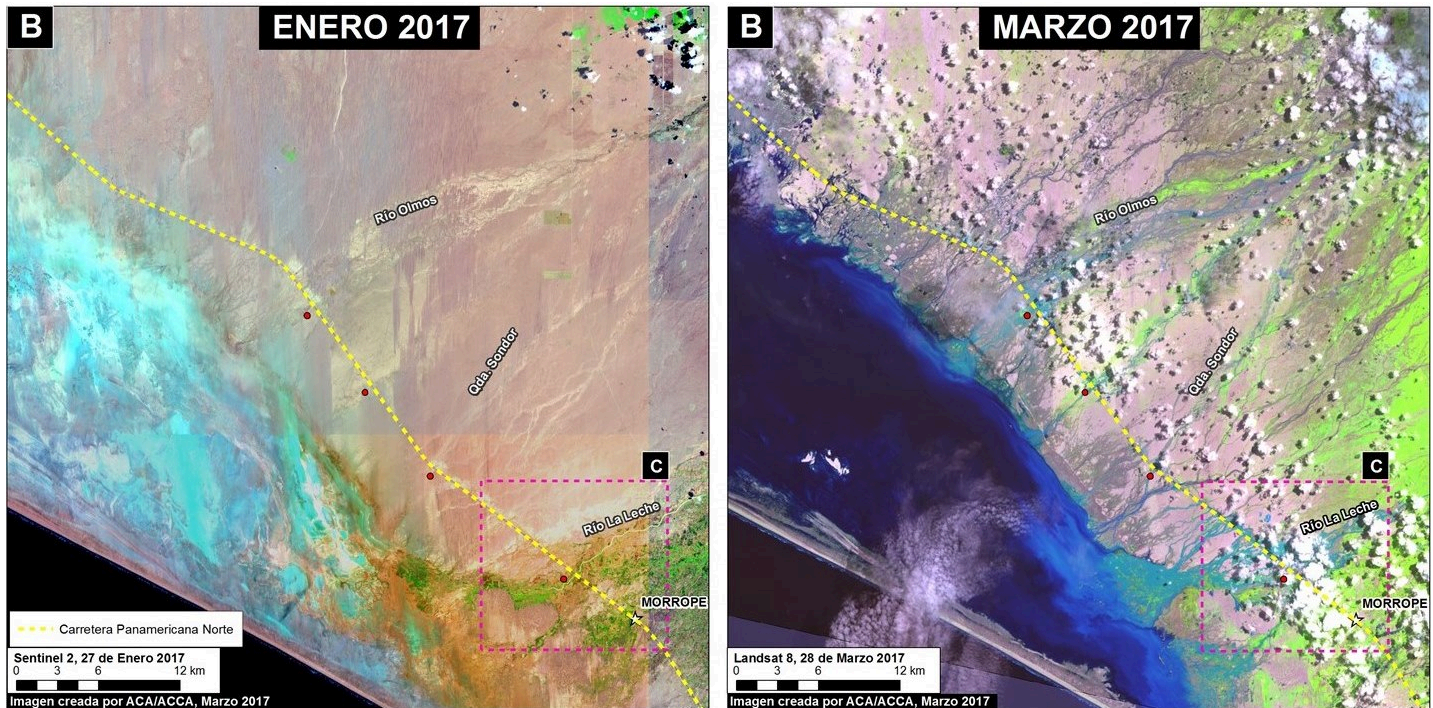 B
ENERO 2017
Río Olmos
Qda. Sondor
C
Río La Leche
MORROPE
Carretera Panamericana Norte
Sentinel 2, 27 de Enero 2017
0 3 6 12 km
Imagen creada por ACA/ACCA, Marzo 2017
B
MARZO 2017
Río Olmos
Qda. Sondor
C
Río La Leche
MORROPE
Landsat 8, 28 de Marzo 2017
0 3 6 12 km
Imagen creada por ACA/ACCA, Marzo 2017